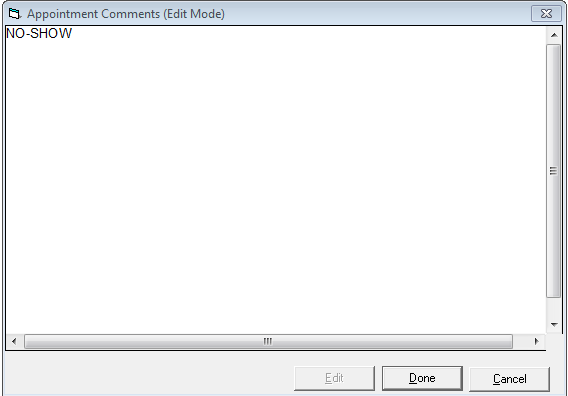 Appointment Comments (Edit Mode)
NO-SHOW
Edit Done Cancel